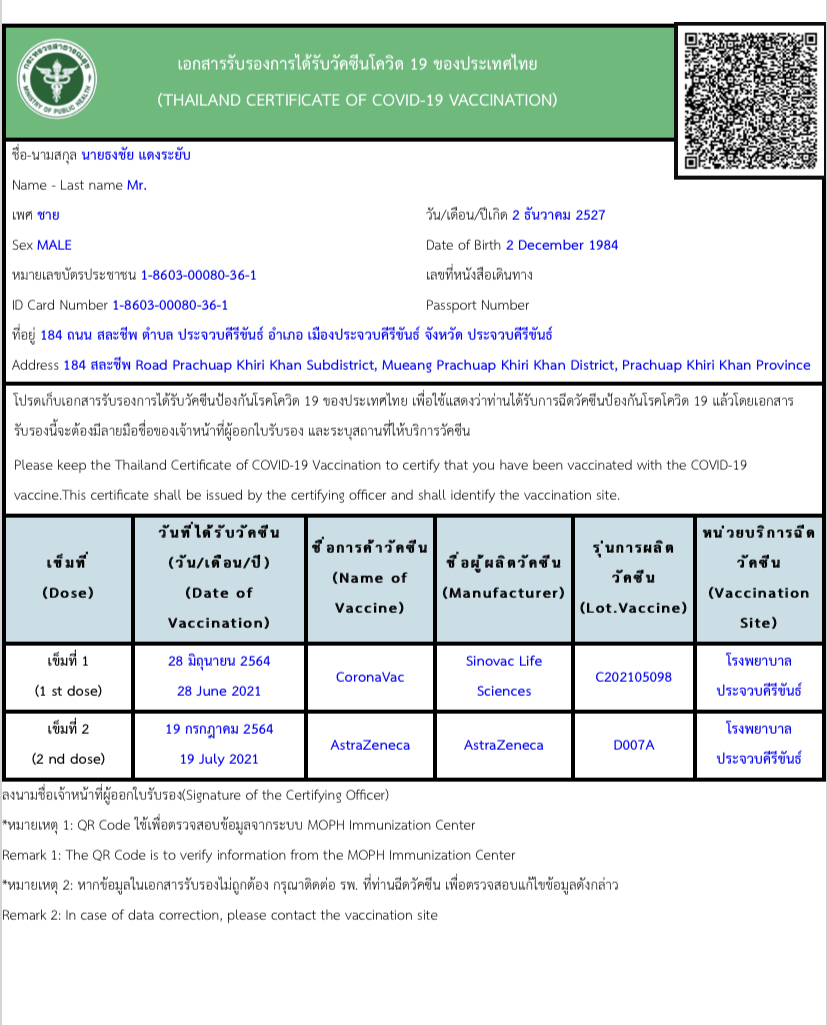 กระทรวงสาธารณสุข
MINISTRY OF PUBLIC HEALTH
เอกสารรับรองการได้รับวัคซีนโควิด 19 ของประเทศไทย
(THAILAND CERTIFICATE OF COVID-19 VACCINATION)
ชื่อ-นามสกุล นายธงชัย แดงระยับ
Name - Last name Mr.
เพศ ชาย วัน/เดือน/ปีเกิด 2 ธันวาคม 2527
Sex MALE Date of Birth 2 December 1984
หมายเลขบัตรประชาชน 1-8603-00080-36-1 เลขที่หนังสือเดินทาง
ID Card Number 1-8603-00080-36-1 Passport Number
ที่อยู่ 184 ถนน สละชีพ ตำบล ประจวบคีรีขันธ์ อำเภอ เมืองประจวบคีรีขันธ์ จังหวัด ประจวบคีรีขันธ์
Address 184 สละชีพ Road Prachuap Khiri Khan Subdistrict, Mueang Prachuap Khiri Khan District, Prachuap Khiri Khan Province
โปรดเก็บเอกสารรับรองการได้รับวัคซีนป้องกันโรคโควิด 19 ของประเทศไทย เพื่อใช้แสดงว่าท่านได้รับการฉีดวัคซีนป้องกันโรคโควิด 19 แล้วโดยเอกสาร
รับรองนี้จะต้องมีลายมือชื่อของเจ้าหน้าที่ผู้ออกใบรับรอง และระบุสถานที่ให้บริการวัคซีน
Please keep the Thailand Certificate of COVID-19 Vaccination to certify that you have been vaccinated with the COVID-19
vaccine.This certificate shall be issued by the certifying officer and shall identify the vaccination site.
เข็มที่
(Dose)
วันที่ได้รับวัคซีน
(วัน/เดือน/ปี)
(Date of
Vaccination)
ชื่อการค้าวัคซีน
(Name of
Vaccine)
ชื่อผู้ผลิตวัคซีน
(Manufacturer)
รุ่นการผลิต
วัคซีน
(Lot.Vaccine)
หน่วยบริการฉีด
วัคซีน
(Vaccination
Site)
เข็มที่ 1
(1 st dose)
28 มิถุนายน 2564
28 June 2021
CoronaVac
Sinovac Life
Sciences
C202105098
โรงพยาบาล
ประจวบคีรีขันธ์
เข็มที่ 2
(2 nd dose)
19 กรกฎาคม 2564
19 July 2021
AstraZeneca
AstraZeneca
D007A
โรงพยาบาล
ประจวบคีรีขันธ์
ลงนามชื่อเจ้าหน้าที่ผู้ออกใบรับรอง(Signature of the Certifying Officer)
*หมายเหตุ 1: QR Code ใช้เพื่อตรวจสอบข้อมูลจากระบบ MOPH Immunization Center
Remark 1: The QR Code is to verify information from the MOPH Immunization Center
*หมายเหตุ 2: หากข้อมูลในเอกสารรับรองไม่ถูกต้อง กรุณาติดต่อ รพ. ที่ท่านฉีดวัคซีน เพื่อตรวจสอบแก้ไขข้อมูลดังกล่าว
Remark 2: In case of data correction, please contact the vaccination site